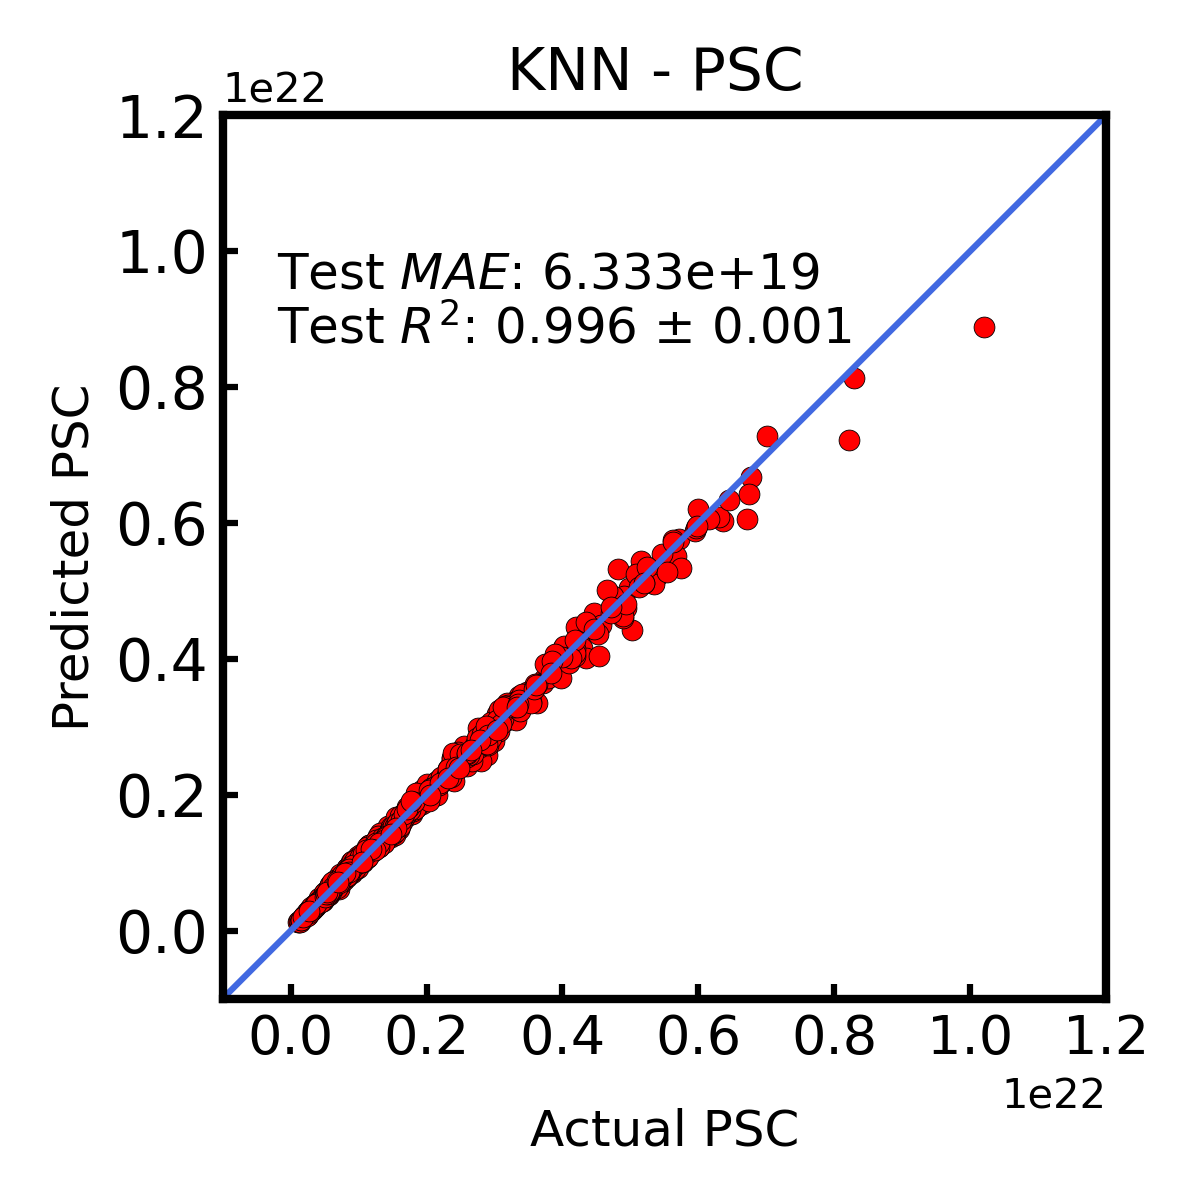 KNN - PSC
1e22
1.2
1.0
0.8
0.6
0.4
0.2
0.0
Test MAE: 6.333e+19
Test R²: 0.996 ± 0.001
Predicted PSC
0.0 0.2 0.4 0.6 0.8 1.0 1.2
1e22
Actual PSC